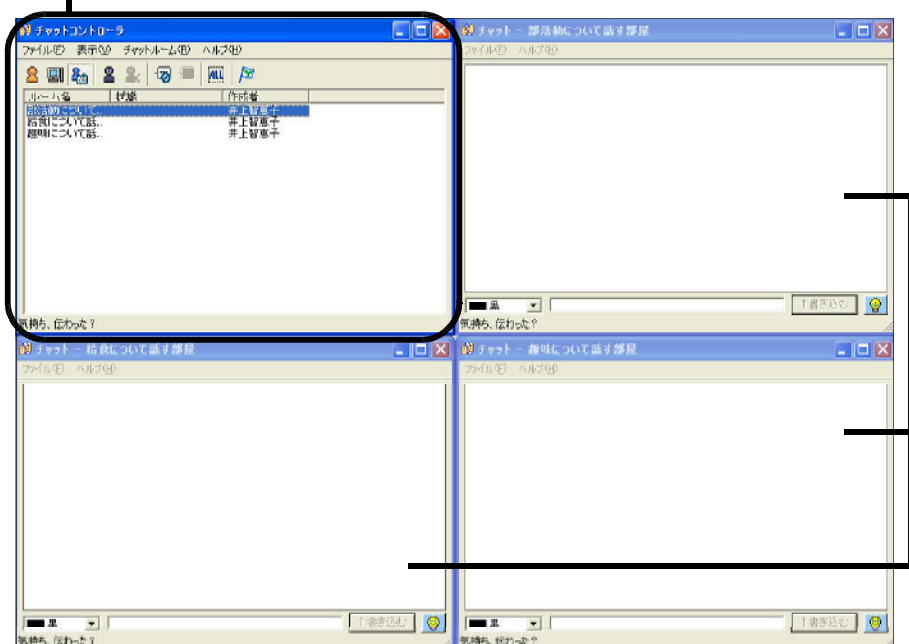 チャットコントローラ
ファイル(F) 表示(V) チャットルーム(B) ヘルプ(H)
ALL
ルーム名 状態 作成者
部活動について.. 井上智恵子
給食について話.. 井上智恵子
趣味について話.. 井上智恵子
気持ち、伝わった？
チャット - 部活動について話す部屋
ファイル(F) ヘルプ(H)
黒 ↑書き込む
気持ち、伝わった？
チャット - 給食について話す部屋
ファイル(F) ヘルプ(H)
黒 ↑書き込む
気持ち、伝わった？
チャット - 趣味について話す部屋
ファイル(F) ヘルプ(H)
黒 ↑書き込む
気持ち、伝わった？